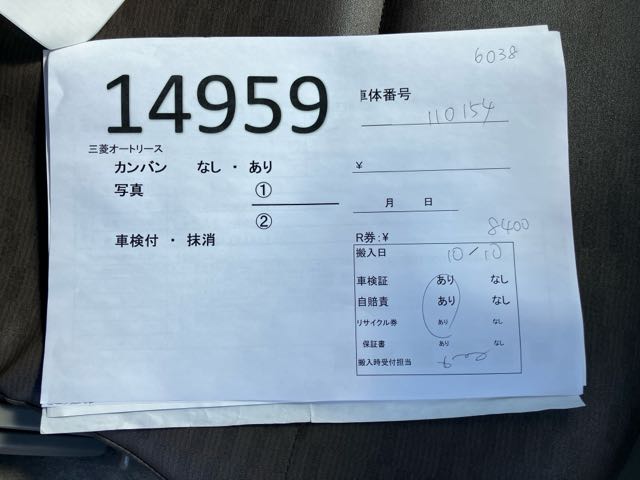 6038
14959
車体番号
110154
三菱オートリース
カンバン なし ・ あり
¥
写真 ①
月 日
②
車検付 ・ 抹消
R券:¥ 8400
搬入日 10/10
車検証 あり なし
自賠責 あり なし
リサイクル券 あり なし
保証書 あり なし
搬入時受付担当